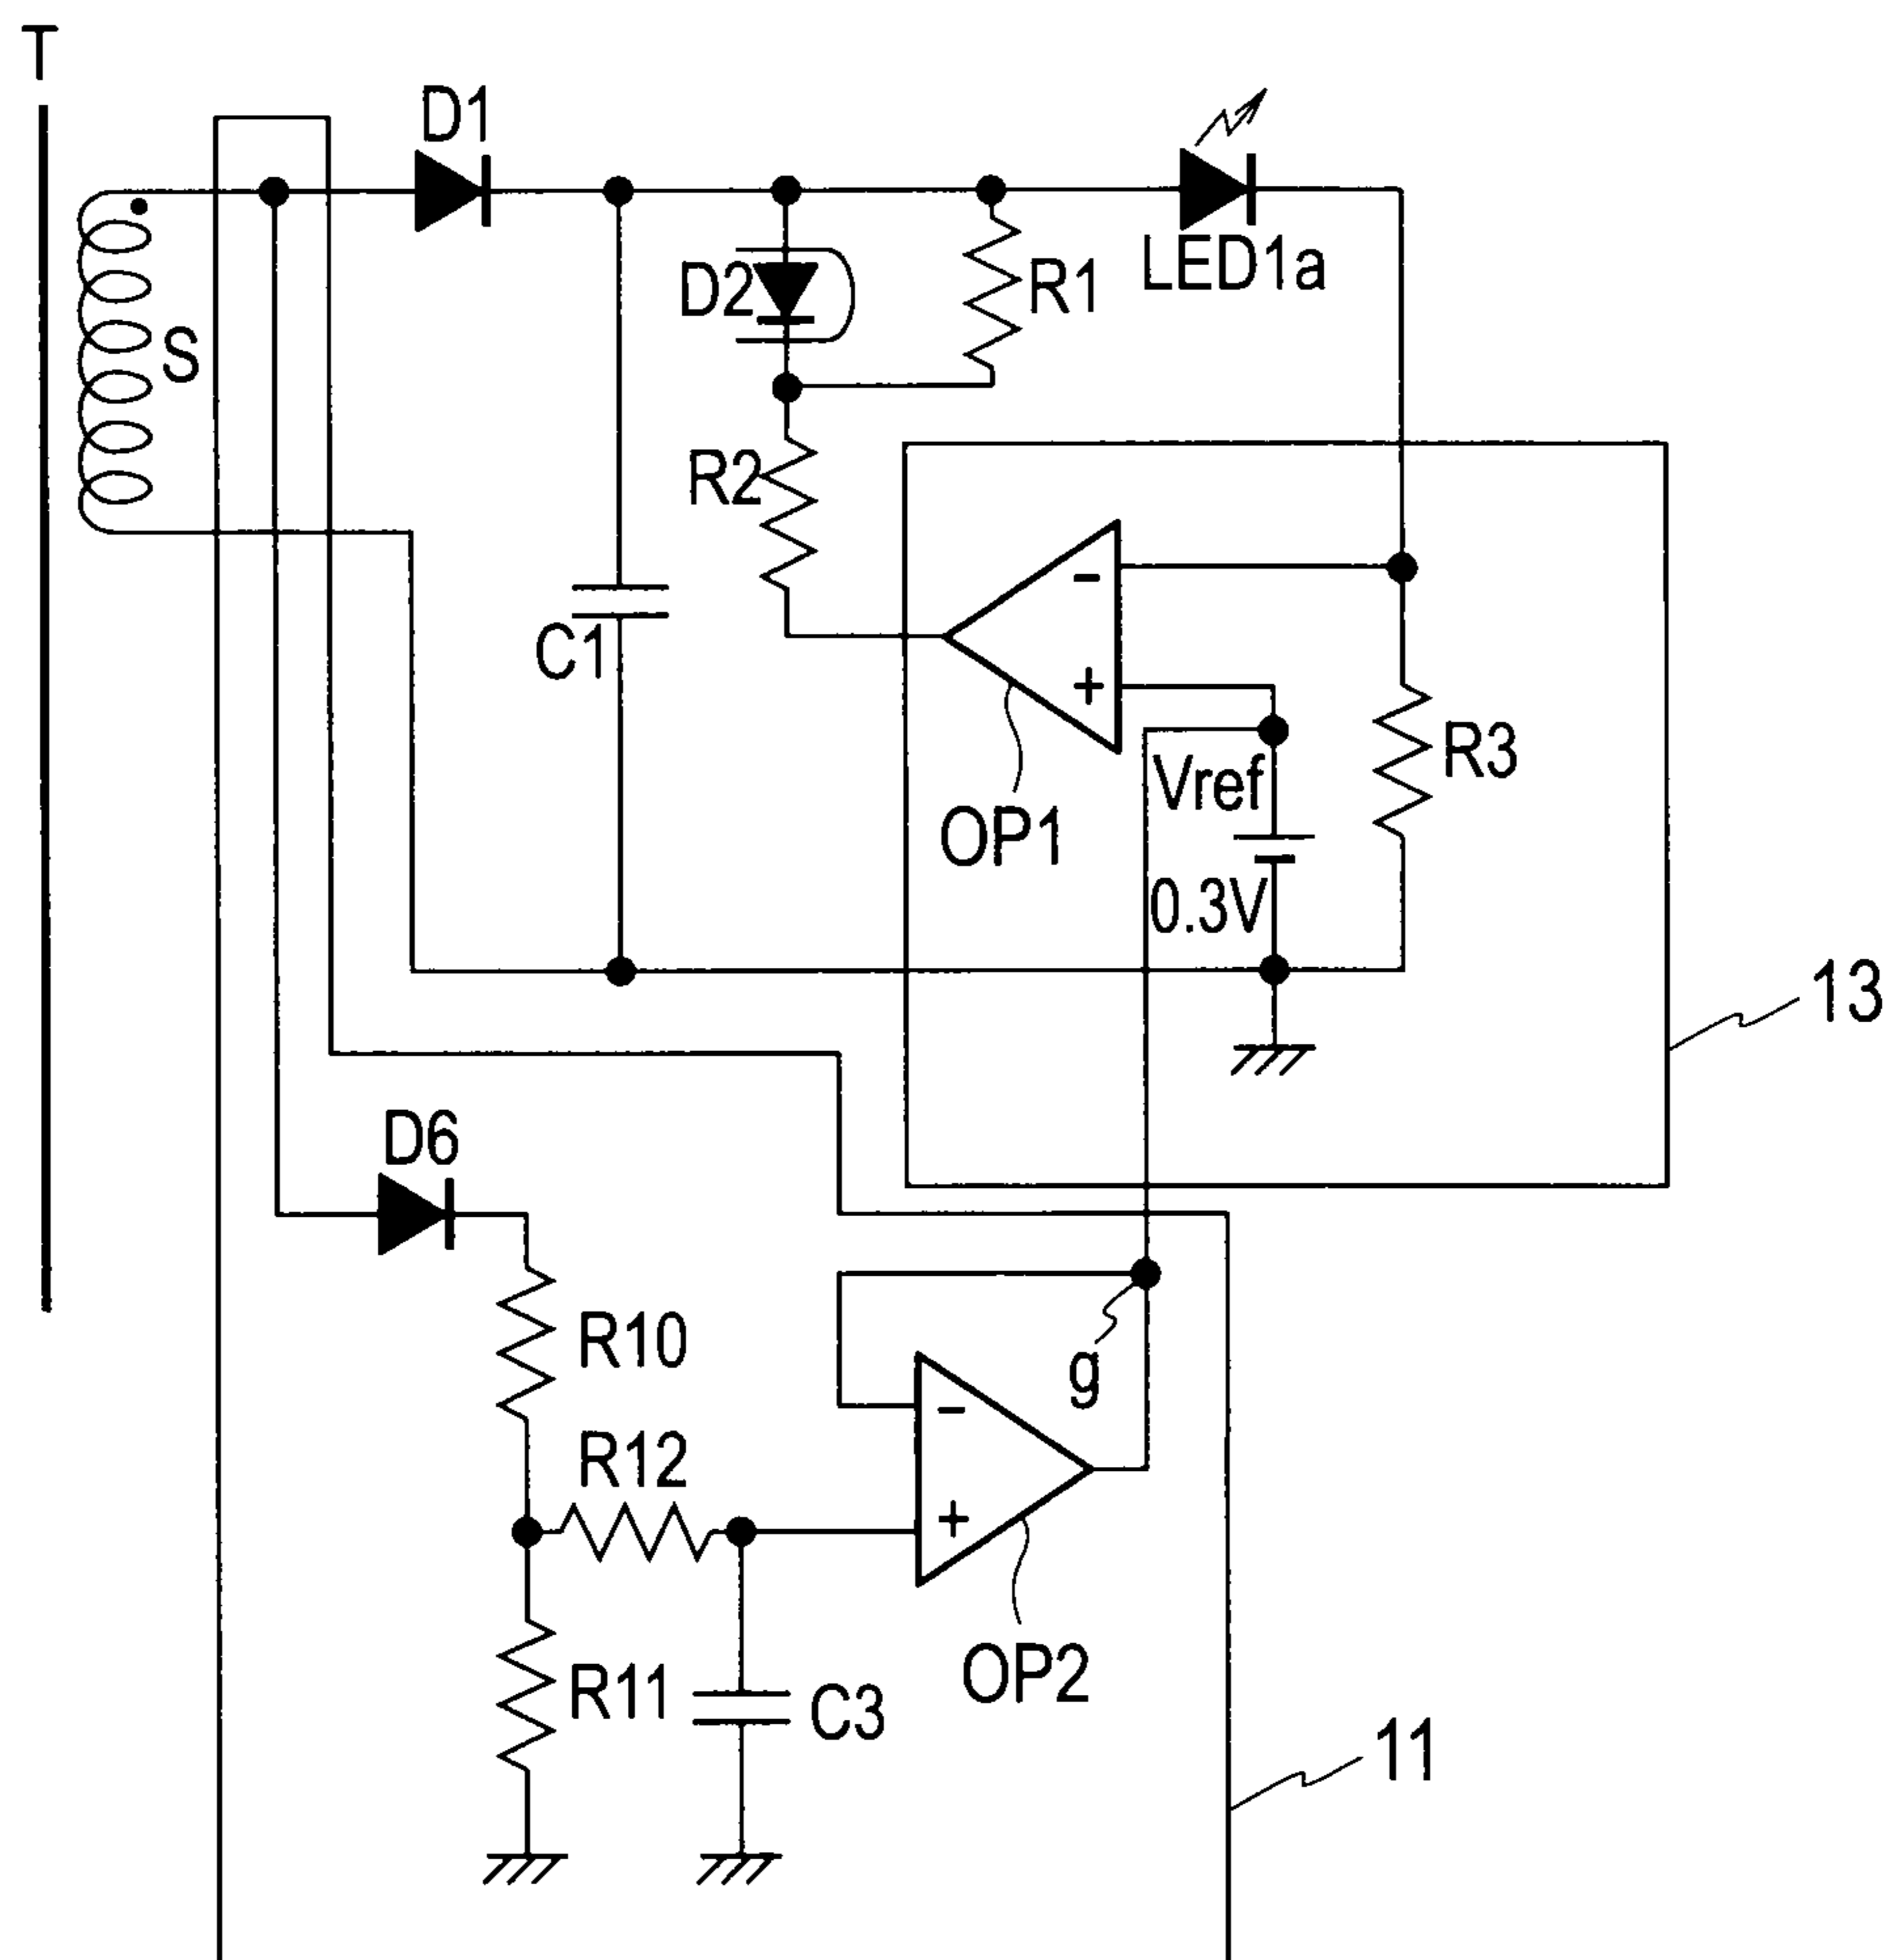 T
D1
D2
R1
LED1a
S
R2
-
C1
+
Vref
R3
OP1
0.3V
13
D6
R10
g
-
R12
+
R11
C3
OP2
11